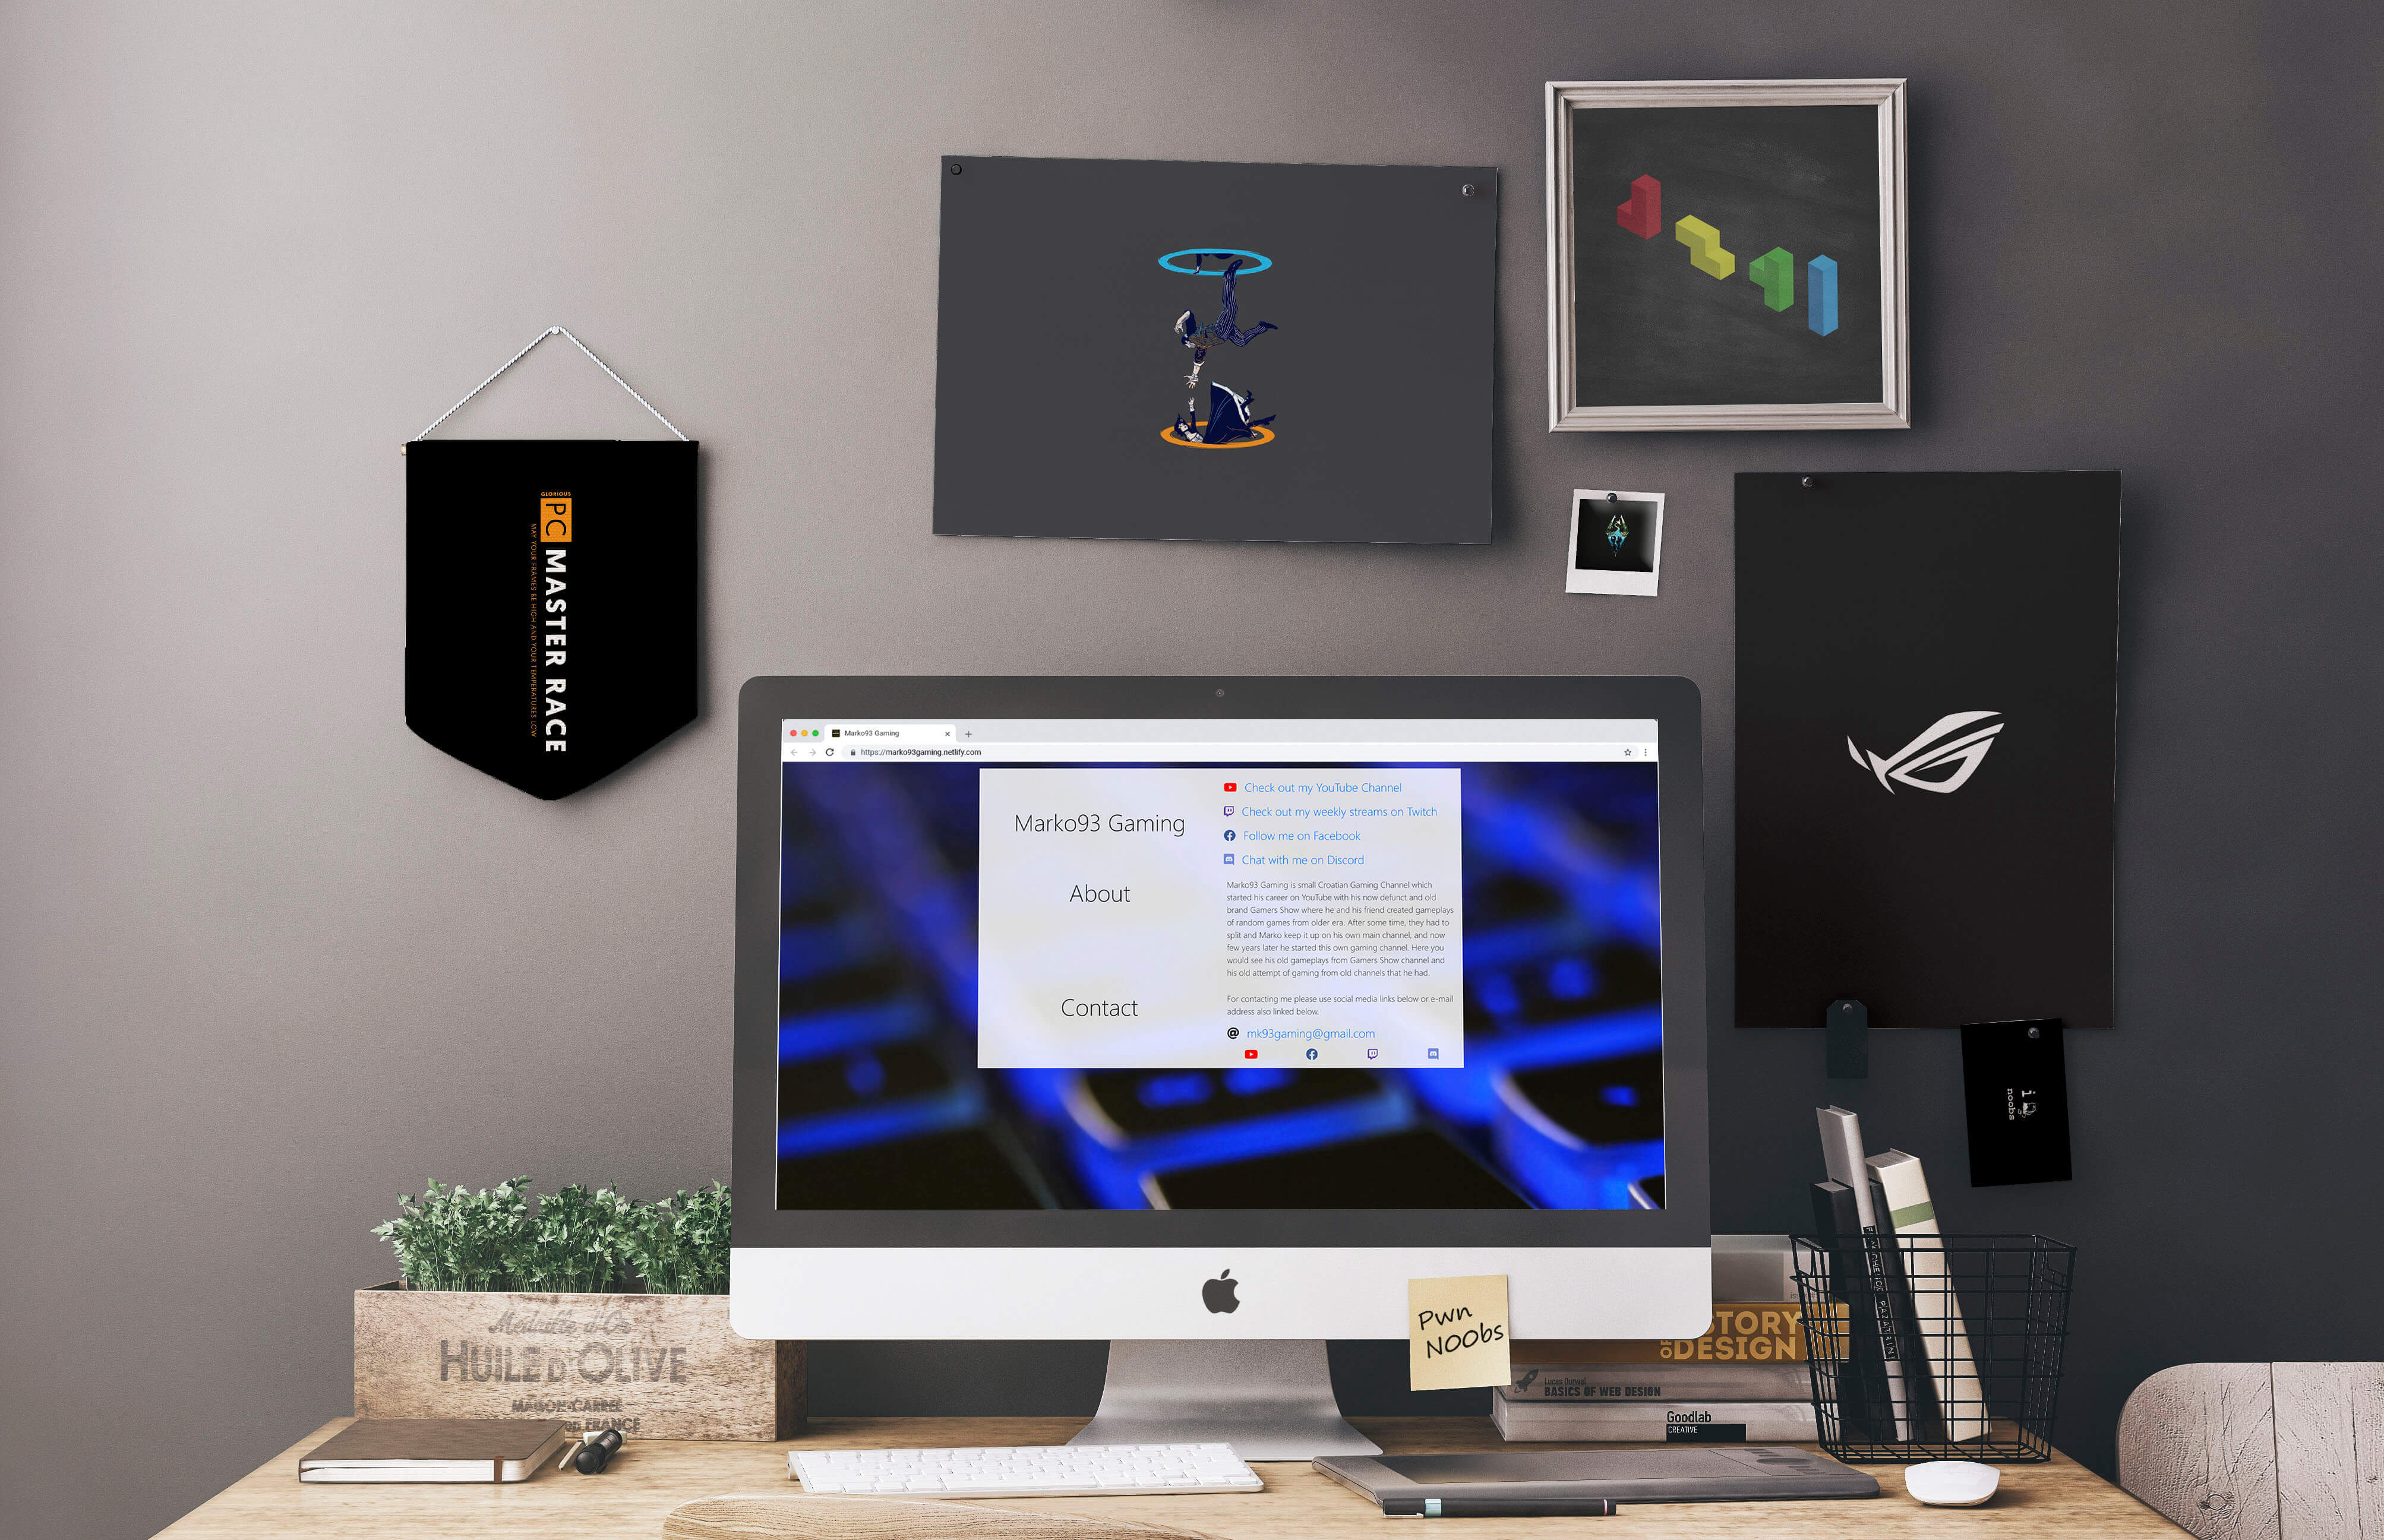 GLORIOUS
PC MASTER RACE
MAY YOUR FRAMES BE HIGH AND YOUR TEMPERATURES LOW
Marko93 Gaming
https://marko93gaming.netlify.com
Marko93 Gaming
About
Contact
Check out my YouTube Channel
Check out my weekly streams on Twitch
Follow me on Facebook
Chat with me on Discord
Marko93 Gaming is small Croatian Gaming Channel which
started his career on YouTube with his now defunct and old
brand Gamers Show where he and his friend created gameplays
of random games from older era. After some time, they had to
split and Marko keep it up on his own main channel, and now
few years later he started this own gaming channel. Here you
would see his old gameplays from Gamers Show channel and
his old attempt of gaming from old channels that he had.
For contacting me please use social media links below or e-mail
address also linked below.
@ mk93gaming@gmail.com
i
noobs
Pwn
N00bs
Medaille d'Or
HUILE D'OLIVE
MAISON CARRÉE
FRANCE
STORY
OF DESIGN
BASICS OF WEB DESIGN
Goodlab
CREATIVE